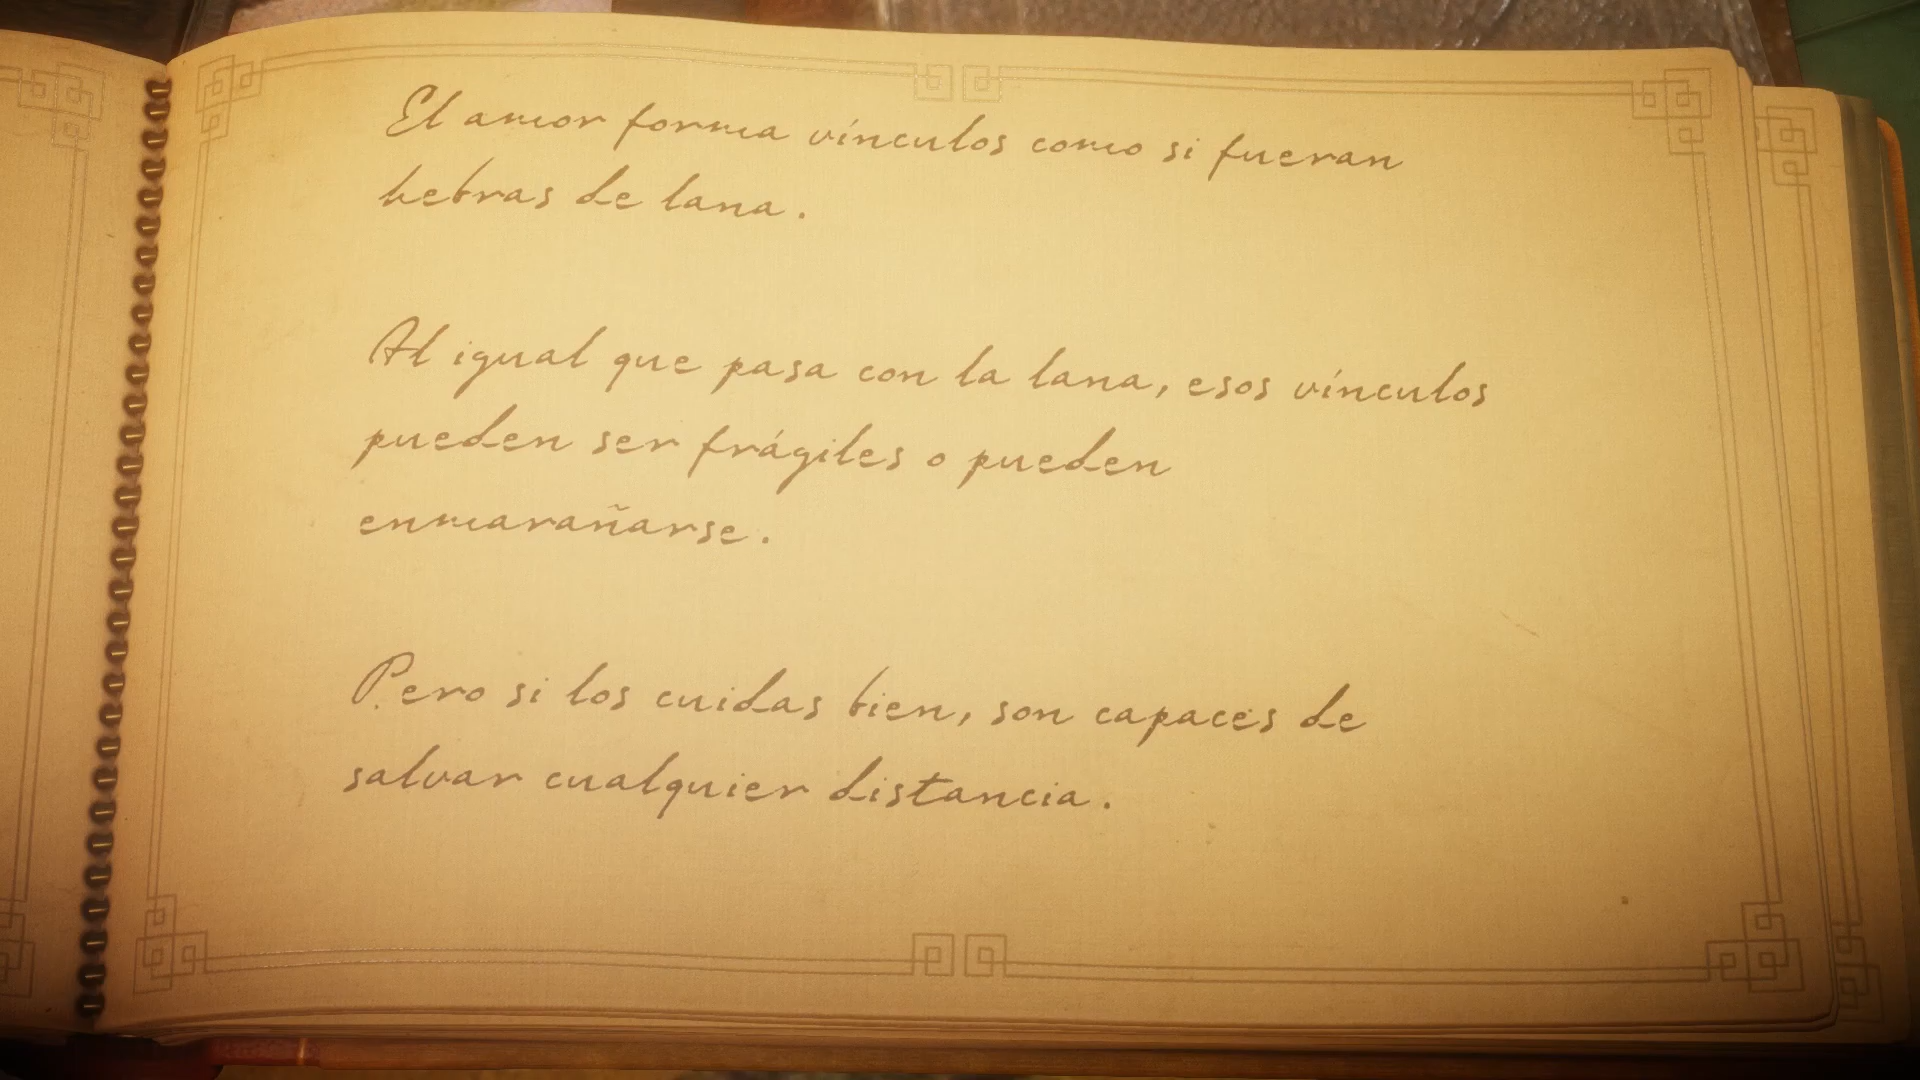 El amor forma vínculos como si fueran
hebras de lana.
Al igual que pasa con la lana, esos vínculos
pueden ser frágiles o pueden
enmarañarse.
Pero si los cuidas bien, son capaces de
salvar cualquier distancia.